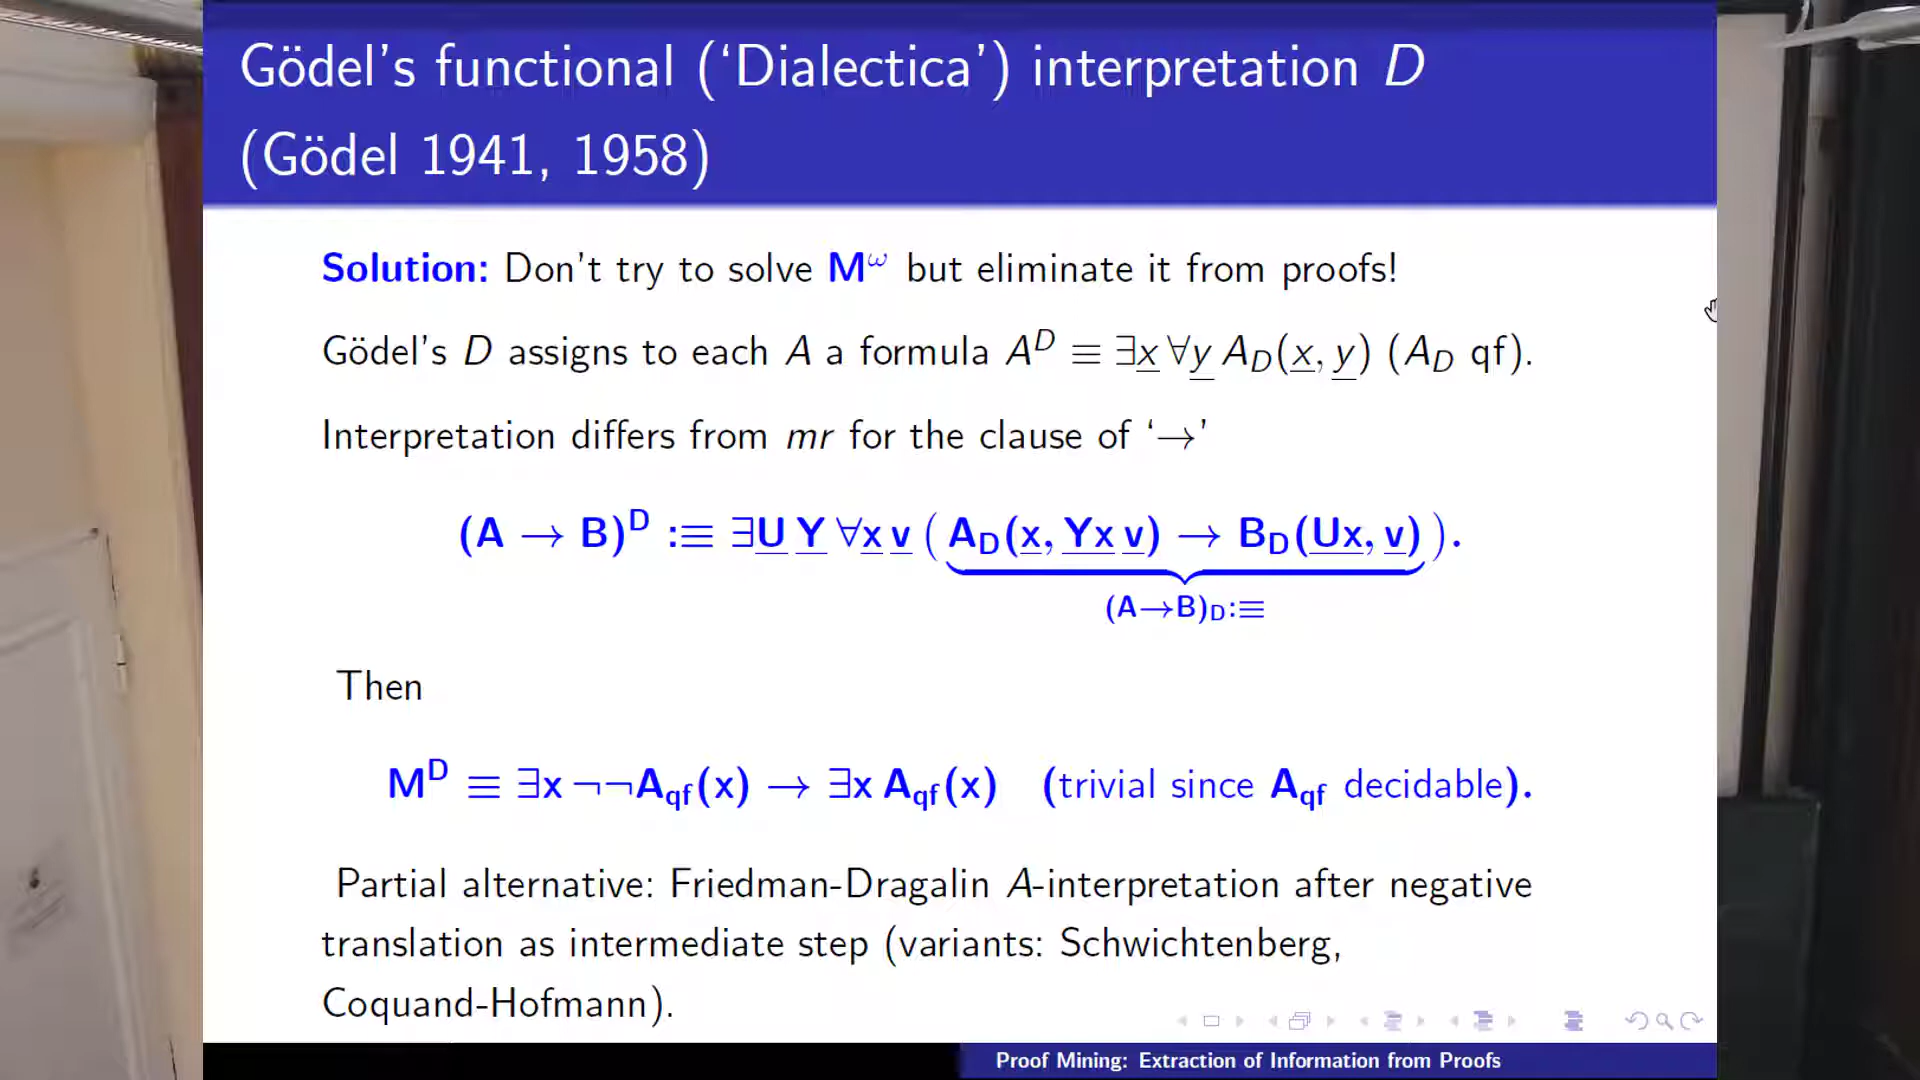 Gödel's functional ('Dialectica') interpretation D
(Gödel 1941, 1958)
Solution: Don't try to solve M^ω but eliminate it from proofs!
Gödel's D assigns to each A a formula A^D ≡ ∃x ∀y A_D(x, y) (A_D qf).
Interpretation differs from mr for the clause of '→'
(A → B)^D :≡ ∃U Y ∀x v ( A_D(x, Yx v) → B_D(Ux, v) ).
(A→B)_D:≡
Then
M^D ≡ ∃x ¬¬A_qf(x) → ∃x A_qf(x) (trivial since A_qf decidable).
Partial alternative: Friedman-Dragalin A-interpretation after negative
translation as intermediate step (variants: Schwichtenberg,
Coquand-Hofmann).
Proof Mining: Extraction of Information from Proofs